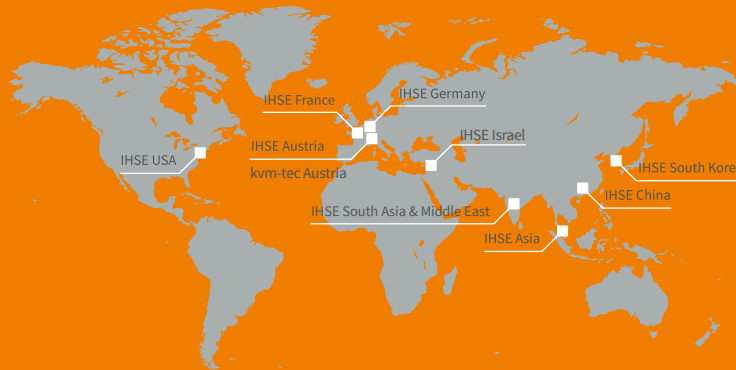 IHSE France
IHSE Germany
IHSE Austria
kvm-tec Austria
IHSE Israel
IHSE USA
IHSE South Kore
IHSE China
IHSE South Asia & Middle East
IHSE Asia